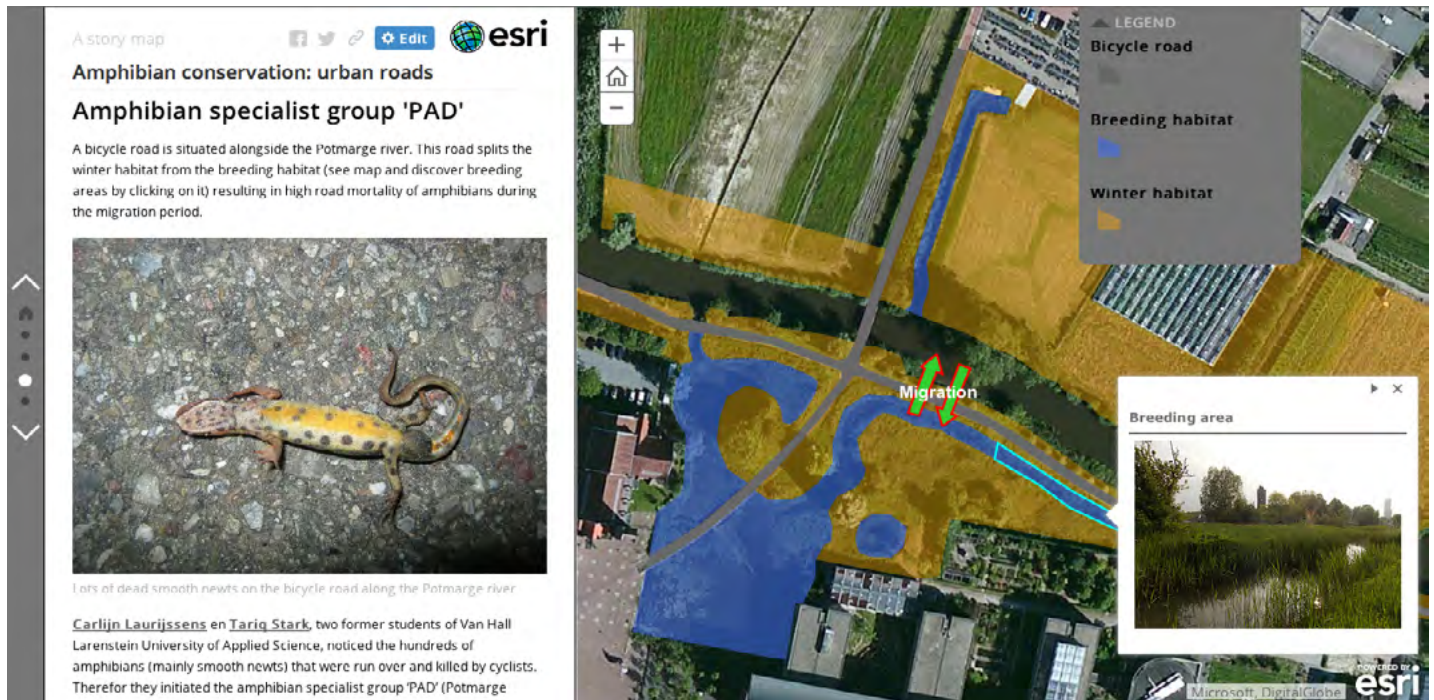 A story map
Edit
esri
Amphibian conservation: urban roads
Amphibian specialist group 'PAD'
A bicycle road is situated alongside the Potmarge river. This road splits the
winter habitat from the breeding habitat (see map and discover breeding
areas by clicking on it) resulting in high road mortality of amphibians during
the migration period.
Lots of dead smooth newts on the bicycle road along the Potmarge river
Carlijn Laurijssens en Tariq Stark, two former students of Van Hall
Larenstein University of Applied Science, noticed the hundreds of
amphibians (mainly smooth newts) that were run over and killed by cyclists.
Therefor they initiated the amphibian specialist group 'PAD' (Potmarge
LEGEND
Bicycle road
Breeding habitat
Winter habitat
Migration
Breeding area
POWERED BY
esri
Microsoft, DigitalGlobe